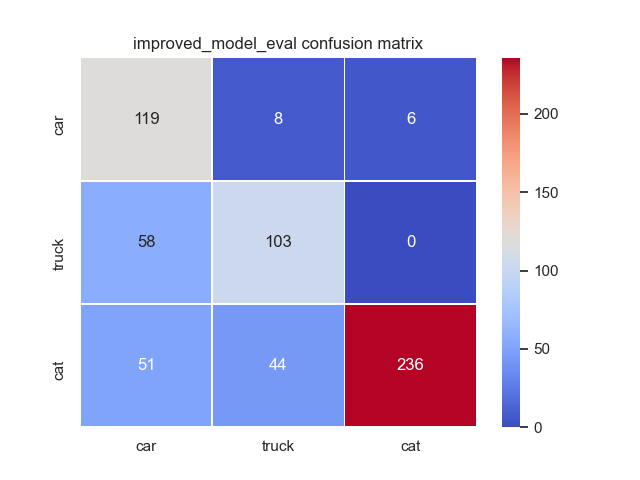 improved_model_eval confusion matrix
car
119
8
6
truck
58
103
0
cat
51
44
236
car
truck
cat
200
150
100
50
0